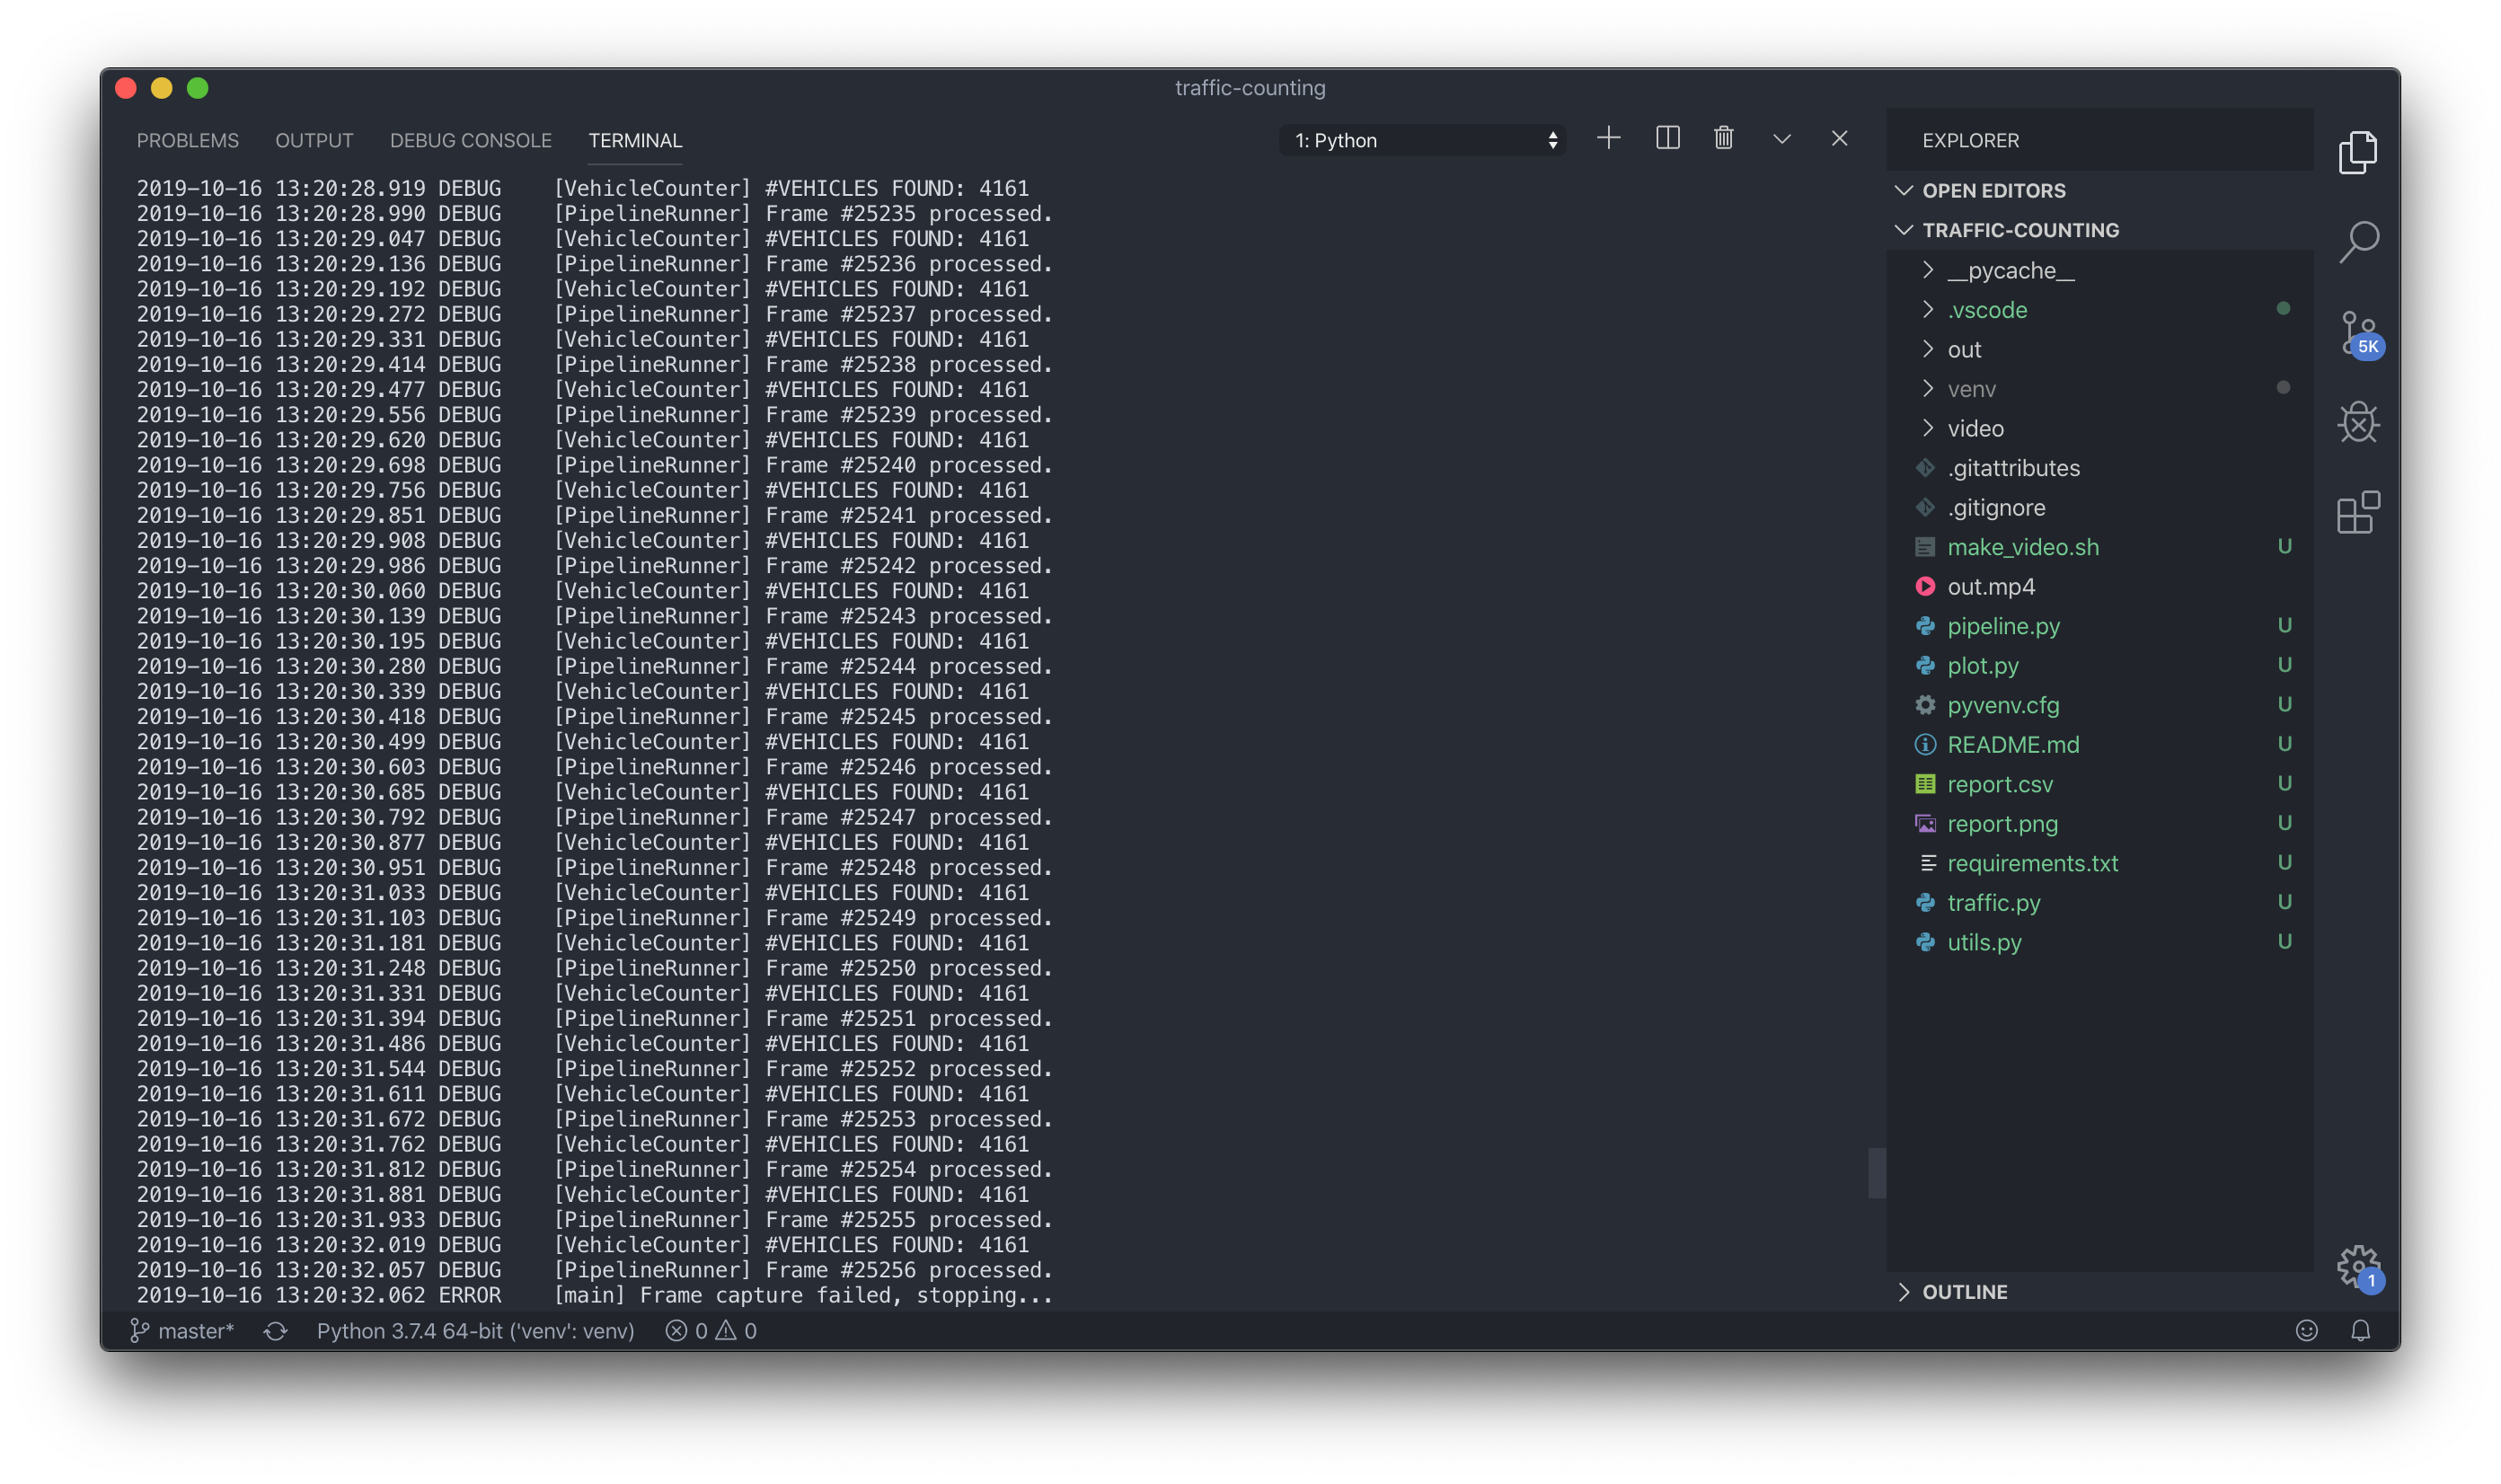 traffic-counting
PROBLEMS OUTPUT DEBUG CONSOLE TERMINAL
1: Python
2019-10-16 13:20:28.919 DEBUG [VehicleCounter] #VEHICLES FOUND: 4161
2019-10-16 13:20:28.990 DEBUG [PipelineRunner] Frame #25235 processed.
2019-10-16 13:20:29.047 DEBUG [VehicleCounter] #VEHICLES FOUND: 4161
2019-10-16 13:20:29.136 DEBUG [PipelineRunner] Frame #25236 processed.
2019-10-16 13:20:29.192 DEBUG [VehicleCounter] #VEHICLES FOUND: 4161
2019-10-16 13:20:29.272 DEBUG [PipelineRunner] Frame #25237 processed.
2019-10-16 13:20:29.331 DEBUG [VehicleCounter] #VEHICLES FOUND: 4161
2019-10-16 13:20:29.414 DEBUG [PipelineRunner] Frame #25238 processed.
2019-10-16 13:20:29.477 DEBUG [VehicleCounter] #VEHICLES FOUND: 4161
2019-10-16 13:20:29.556 DEBUG [PipelineRunner] Frame #25239 processed.
2019-10-16 13:20:29.620 DEBUG [VehicleCounter] #VEHICLES FOUND: 4161
2019-10-16 13:20:29.698 DEBUG [PipelineRunner] Frame #25240 processed.
2019-10-16 13:20:29.756 DEBUG [VehicleCounter] #VEHICLES FOUND: 4161
2019-10-16 13:20:29.851 DEBUG [PipelineRunner] Frame #25241 processed.
2019-10-16 13:20:29.908 DEBUG [VehicleCounter] #VEHICLES FOUND: 4161
2019-10-16 13:20:29.986 DEBUG [PipelineRunner] Frame #25242 processed.
2019-10-16 13:20:30.060 DEBUG [VehicleCounter] #VEHICLES FOUND: 4161
2019-10-16 13:20:30.139 DEBUG [PipelineRunner] Frame #25243 processed.
2019-10-16 13:20:30.195 DEBUG [VehicleCounter] #VEHICLES FOUND: 4161
2019-10-16 13:20:30.280 DEBUG [PipelineRunner] Frame #25244 processed.
2019-10-16 13:20:30.339 DEBUG [VehicleCounter] #VEHICLES FOUND: 4161
2019-10-16 13:20:30.418 DEBUG [PipelineRunner] Frame #25245 processed.
2019-10-16 13:20:30.499 DEBUG [VehicleCounter] #VEHICLES FOUND: 4161
2019-10-16 13:20:30.603 DEBUG [PipelineRunner] Frame #25246 processed.
2019-10-16 13:20:30.685 DEBUG [VehicleCounter] #VEHICLES FOUND: 4161
2019-10-16 13:20:30.792 DEBUG [PipelineRunner] Frame #25247 processed.
2019-10-16 13:20:30.877 DEBUG [VehicleCounter] #VEHICLES FOUND: 4161
2019-10-16 13:20:30.951 DEBUG [PipelineRunner] Frame #25248 processed.
2019-10-16 13:20:31.033 DEBUG [VehicleCounter] #VEHICLES FOUND: 4161
2019-10-16 13:20:31.103 DEBUG [PipelineRunner] Frame #25249 processed.
2019-10-16 13:20:31.181 DEBUG [VehicleCounter] #VEHICLES FOUND: 4161
2019-10-16 13:20:31.248 DEBUG [PipelineRunner] Frame #25250 processed.
2019-10-16 13:20:31.331 DEBUG [VehicleCounter] #VEHICLES FOUND: 4161
2019-10-16 13:20:31.394 DEBUG [PipelineRunner] Frame #25251 processed.
2019-10-16 13:20:31.486 DEBUG [VehicleCounter] #VEHICLES FOUND: 4161
2019-10-16 13:20:31.544 DEBUG [PipelineRunner] Frame #25252 processed.
2019-10-16 13:20:31.611 DEBUG [VehicleCounter] #VEHICLES FOUND: 4161
2019-10-16 13:20:31.672 DEBUG [PipelineRunner] Frame #25253 processed.
2019-10-16 13:20:31.762 DEBUG [VehicleCounter] #VEHICLES FOUND: 4161
2019-10-16 13:20:31.812 DEBUG [PipelineRunner] Frame #25254 processed.
2019-10-16 13:20:31.881 DEBUG [VehicleCounter] #VEHICLES FOUND: 4161
2019-10-16 13:20:31.933 DEBUG [PipelineRunner] Frame #25255 processed.
2019-10-16 13:20:32.019 DEBUG [VehicleCounter] #VEHICLES FOUND: 4161
2019-10-16 13:20:32.057 DEBUG [PipelineRunner] Frame #25256 processed.
2019-10-16 13:20:32.062 ERROR [main] Frame capture failed, stopping...
EXPLORER
OPEN EDITORS
TRAFFIC-COUNTING
__pycache__
.vscode
out
venv
video
.gitattributes
.gitignore
make_video.sh U
out.mp4
pipeline.py U
plot.py U
pyvenv.cfg U
README.md U
report.csv U
report.png U
requirements.txt U
traffic.py U
utils.py U
OUTLINE
5K
1
master* Python 3.7.4 64-bit ('venv': venv) 0 0